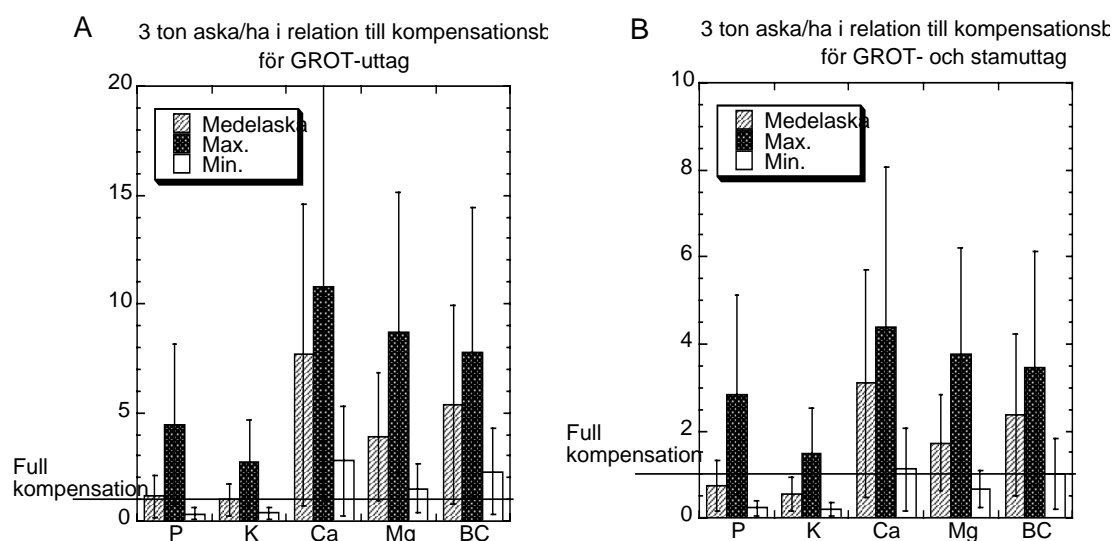 A
3 ton aska/ha i relation till kompensationsb
för GROT-uttag
20
15
10
5
0
Medelaska
Max.
Min.
Full
kompensation
P K Ca Mg BC
B
3 ton aska/ha i relation till kompensationsb
för GROT- och stamuttag
10
8
6
4
2
0
Medelaska
Max.
Min.
Full
kompensation
P K Ca Mg BC